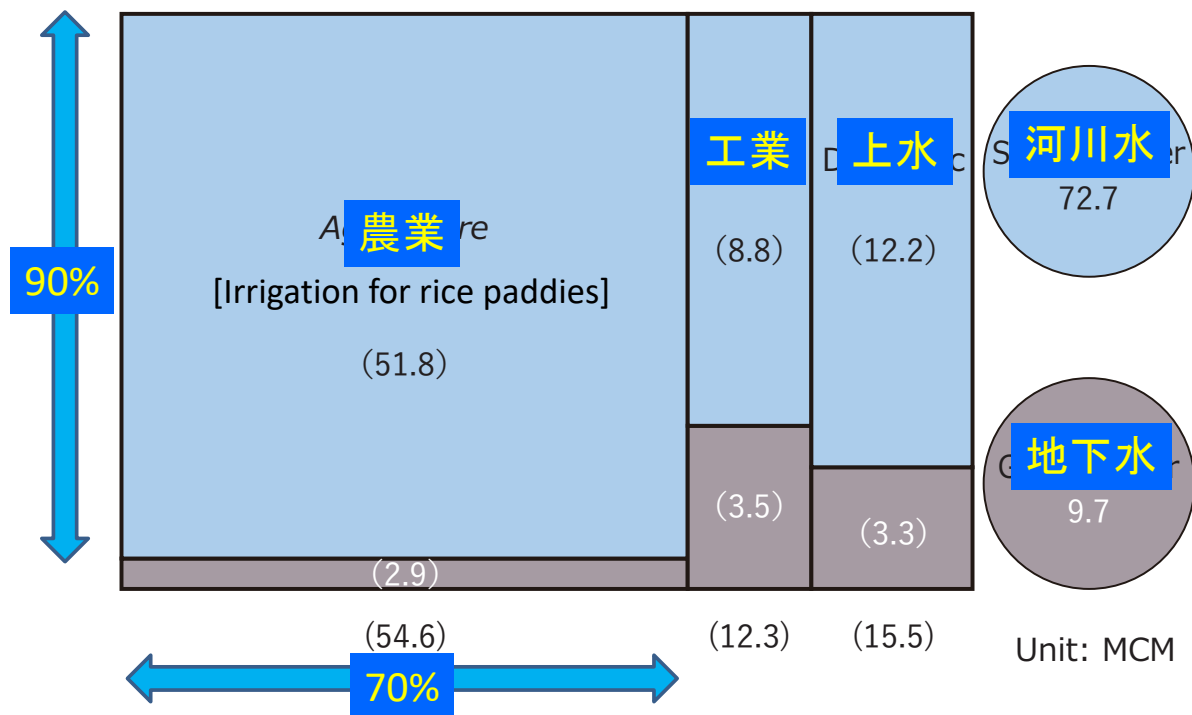 90%
農業
[Irrigation for rice paddies]
(51.8)
工業
(8.8)
上水
(12.2)
(2.9)
(3.5)
(3.3)
(54.6)
(12.3)
(15.5)
70%
河川水
72.7
地下水
9.7
Unit: MCM